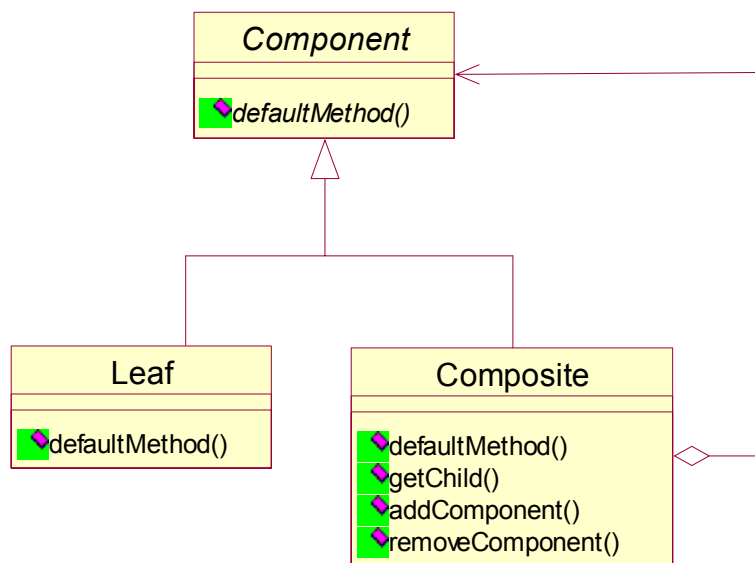 Component
defaultMethod()
Leaf
defaultMethod()
Composite
defaultMethod()
getChild()
addComponent()
removeComponent()